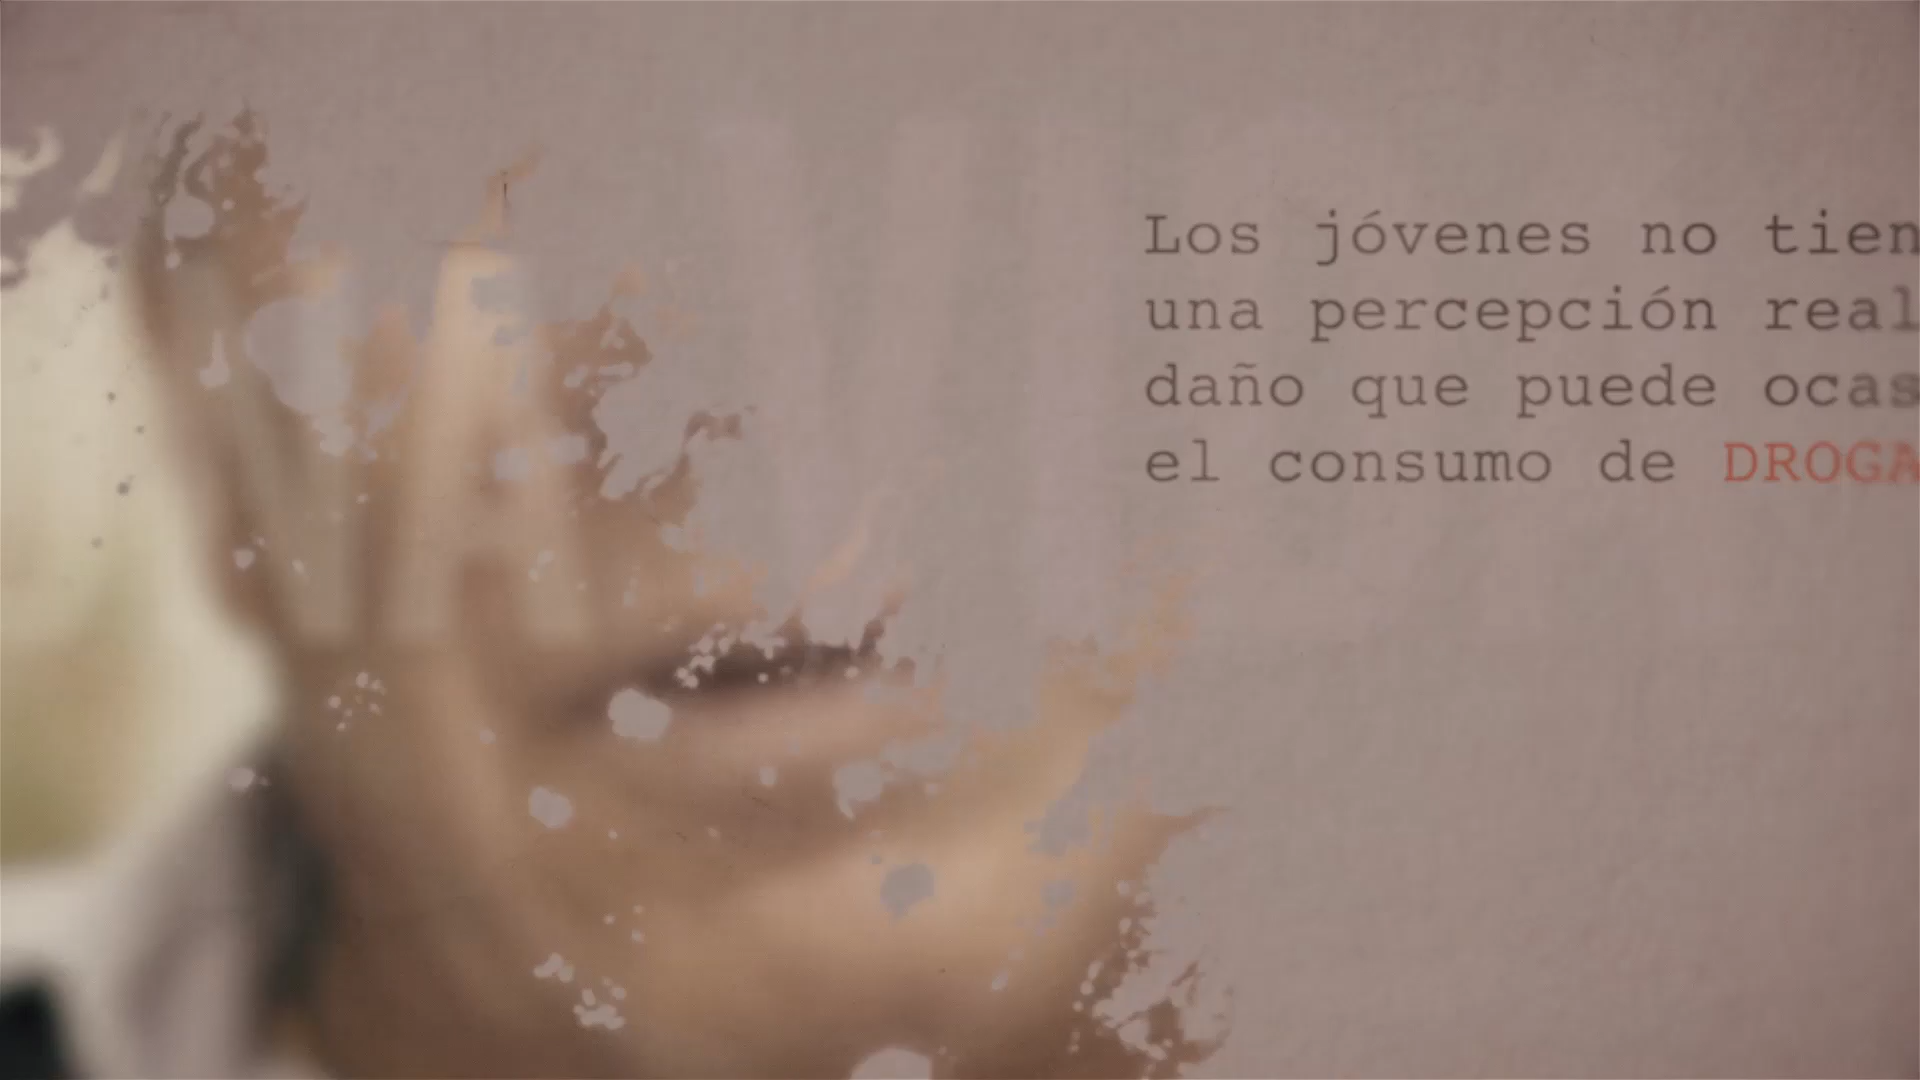 Los jóvenes no tien
una percepción real
daño que puede ocas
el consumo de DROGA